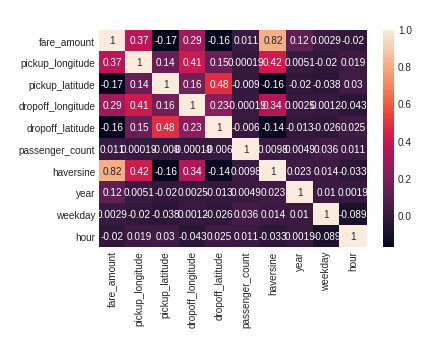 fare_amount 1 0.37 -0.17 0.29 -0.16 0.011 0.82 0.12 0.0029 -0.02
pickup_longitude 0.37 1 0.14 0.41 0.15 0.00019 0.42 0.0051 -0.02 0.019
pickup_latitude -0.17 0.14 1 0.16 0.48 -0.009 -0.16 -0.02 -0.038 0.03
dropoff_longitude 0.29 0.41 0.16 1 0.23 -0.00019 0.34 0.0025 0.0012 -0.043
dropoff_latitude -0.16 0.15 0.48 0.23 1 -0.006 -0.14 -0.013 -0.026 0.025
passenger_count 0.011 0.00019 -0.009 -0.00019 -0.006 1 0.0098 0.0049 0.036 0.011
haversine 0.82 0.42 -0.16 0.34 -0.14 0.0098 1 0.023 0.014 -0.033
year 0.12 0.0051 -0.02 0.0025 -0.013 0.0049 0.023 1 0.01 0.0019
weekday 0.0029 -0.02 -0.038 0.0012 -0.026 0.036 0.014 0.01 1 -0.089
hour -0.02 0.019 0.03 -0.043 0.025 0.011 -0.033 0.0019 -0.089 1
fare_amount
pickup_longitude
pickup_latitude
dropoff_longitude
dropoff_latitude
passenger_count
haversine
year
weekday
hour
1.0
0.8
0.6
0.4
0.2
0.0